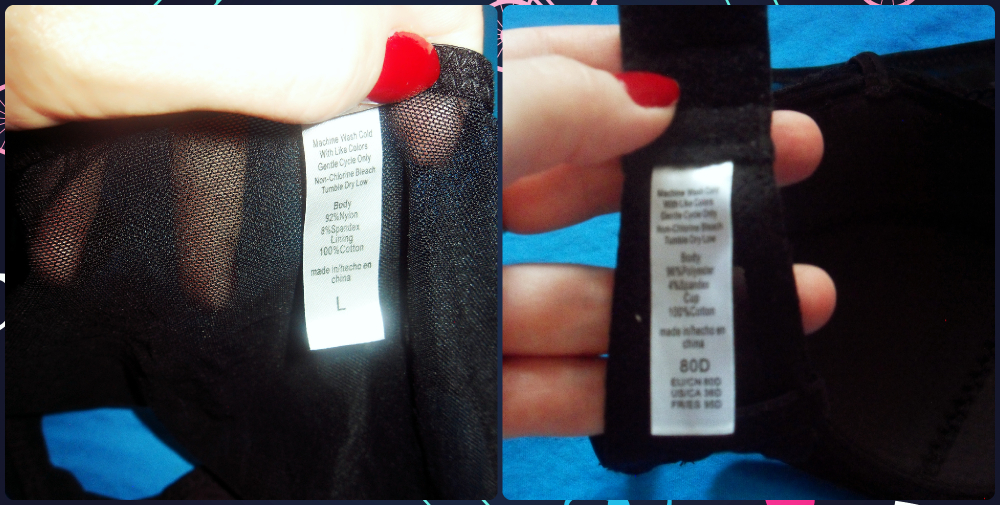 Machine Wash Cold
With Like Colors
Gentle Cycle Only
Non-Chlorine Bleach
Tumble Dry Low
Body
92%Nylon
8%Spandex
Lining
100%Cotton
made in/hecho en
china
L
Machine Wash Cold
With Like Colors
Gentle Cycle Only
Non-Chlorine Bleach
Tumble Dry Low
Body
96%Polyester
4%Spandex
Cup
100%Cotton
made in/hecho en
china
80D
EU/CN 80D
US/CA 36D
FR/ES 95D